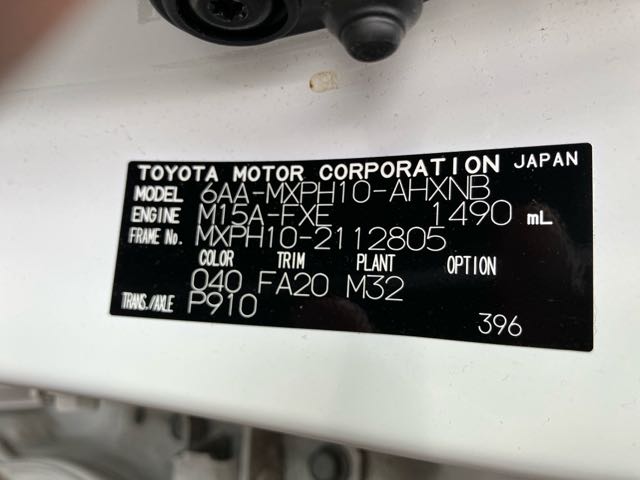 TOYOTA MOTOR CORPORATION JAPAN
MODEL 6AA-MXPH10-AHXNB
ENGINE M15A-FXE 1490 mL
FRAME No. MXPH10-2112805
COLOR TRIM PLANT OPTION
040 FA20 M32
TRANS./AXLE P910
396